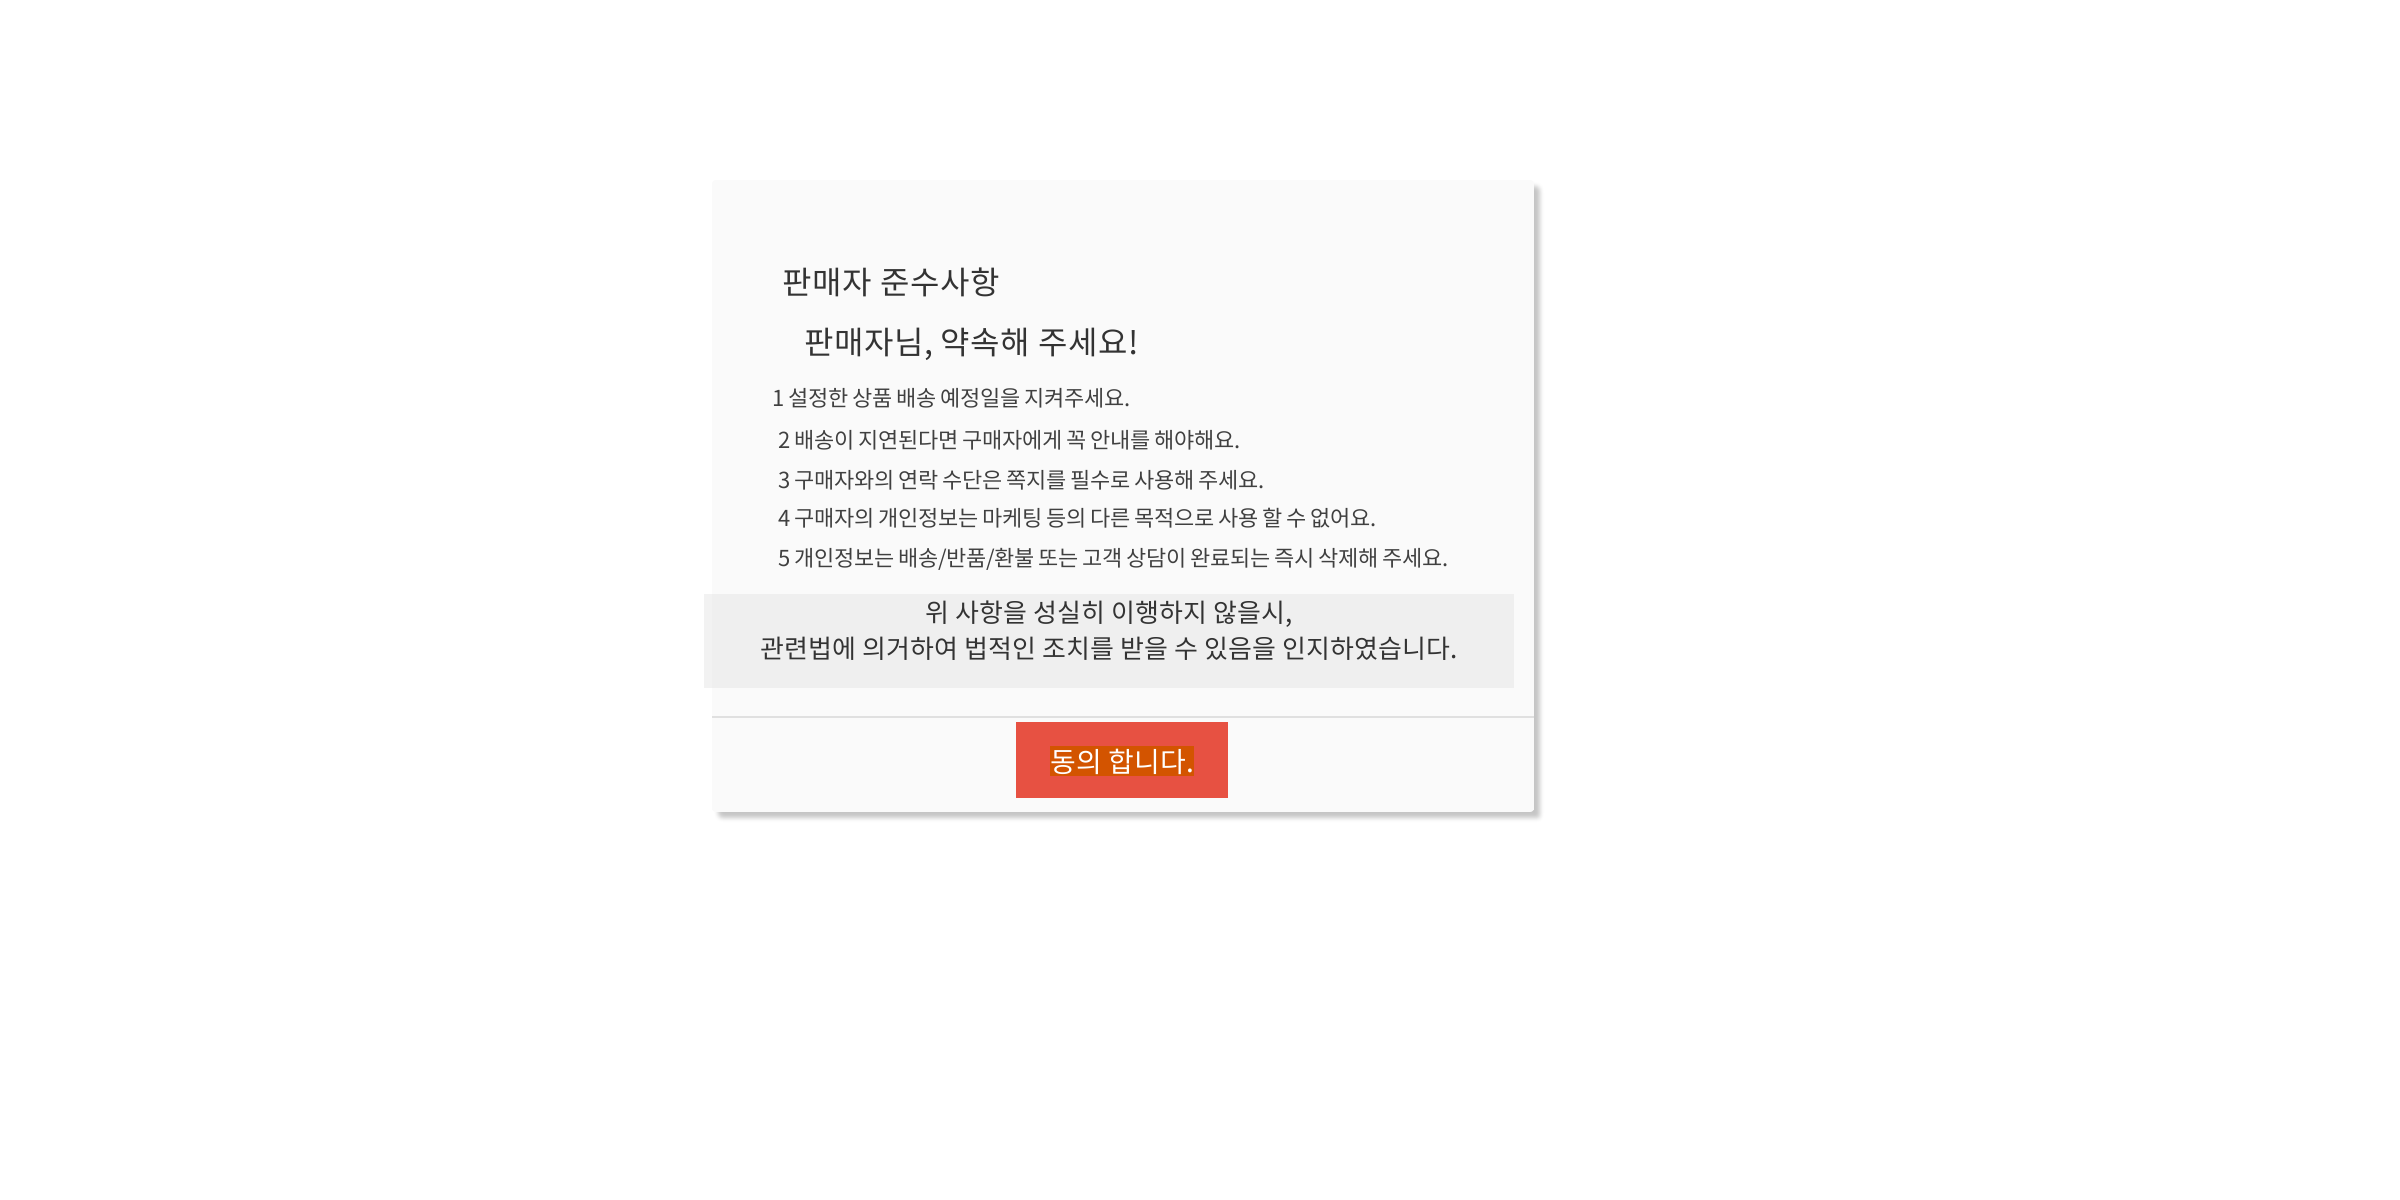 판매자 준수사항
판매자님, 약속해 주세요!
1 설정한 상품 배송 예정일을 지켜주세요.
2 배송이 지연된다면 구매자에게 꼭 안내를 해야해요.
3 구매자와의 연락 수단은 쪽지를 필수로 사용해 주세요.
4 구매자의 개인정보는 마케팅 등의 다른 목적으로 사용 할 수 없어요.
5 개인정보는 배송/반품/환불 또는 고객 상담이 완료되는 즉시 삭제해 주세요.
위 사항을 성실히 이행하지 않을시,
관련법에 의거하여 법적인 조치를 받을 수 있음을 인지하였습니다.
동의 합니다.